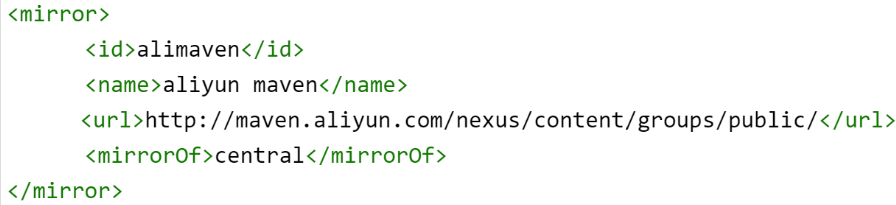 <mirror>
<id>alimaven</id>
<name>aliyun maven</name>
<url>http://maven.aliyun.com/nexus/content/groups/public/</url>
<mirrorOf>central</mirrorOf>
</mirror>